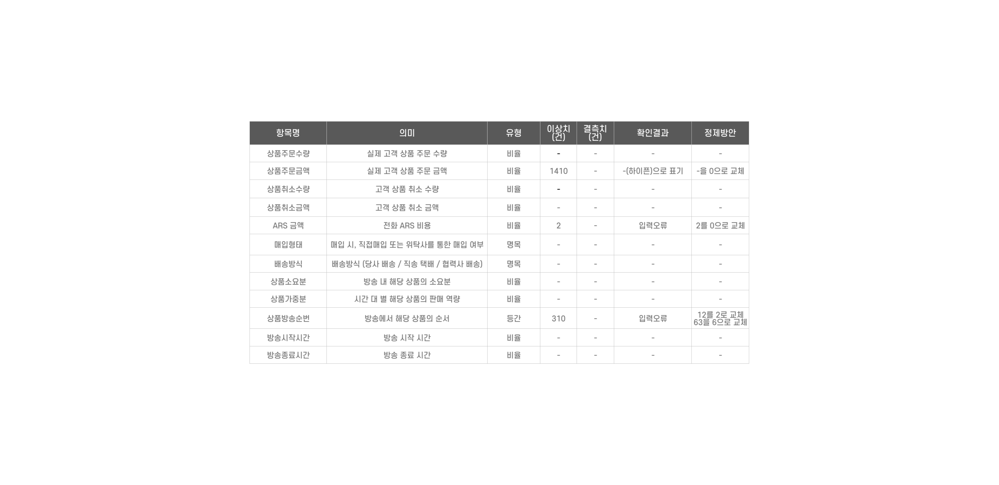 항목명 의미 유형 이상치 (건) 결측치 (건) 확인결과 정제방안
상품주문수량 실제 고객 상품 주문 수량 비율 - - - -
상품주문금액 실제 고객 상품 주문 금액 비율 1410 - -(하이픈)으로 표기 -을 0으로 교체
상품취소수량 고객 상품 취소 수량 비율 - - - -
상품취소금액 고객 상품 취소 금액 비율 - - - -
ARS 금액 전화 ARS 비용 비율 2 - 입력오류 2를 0으로 교체
매입형태 매입 시, 직접매입 또는 위탁사를 통한 매입 여부 명목 - - - -
배송방식 배송방식 (당사 배송 / 직송 택배 / 협력사 배송) 명목 - - - -
상품소요분 방송 내 해당 상품의 소요분 비율 - - - -
상품가중분 시간 대 별 해당 상품의 판매 역량 비율 - - - -
상품방송순번 방송에서 해당 상품의 순서 등간 310 - 입력오류 12를 2로 교체
63을 6으로 교체
방송시작시간 방송 시작 시간 비율 - - - -
방송종료시간 방송 종료 시간 비율 - - - -